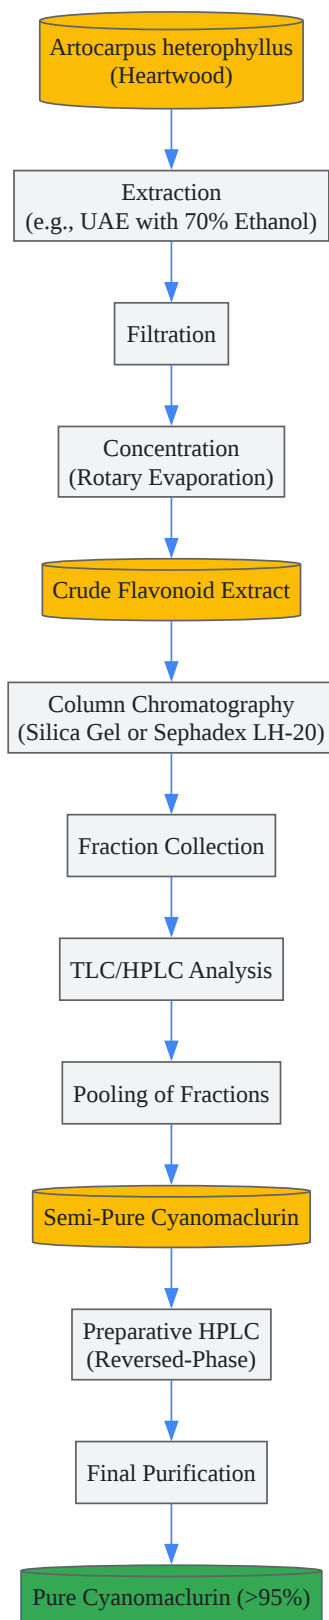 Artocarpus heterophyllus
(Heartwood)
Extraction
(e.g., UAE with 70% Ethanol)
Filtration
Concentration
(Rotary Evaporation)
Crude Flavonoid Extract
Column Chromatography
(Silica Gel or Sephadex LH-20)
Fraction Collection
TLC/HPLC Analysis
Pooling of Fractions
Semi-Pure Cyanomaclurin
Preparative HPLC
(Reversed-Phase)
Final Purification
Pure Cyanomaclurin (>95%)